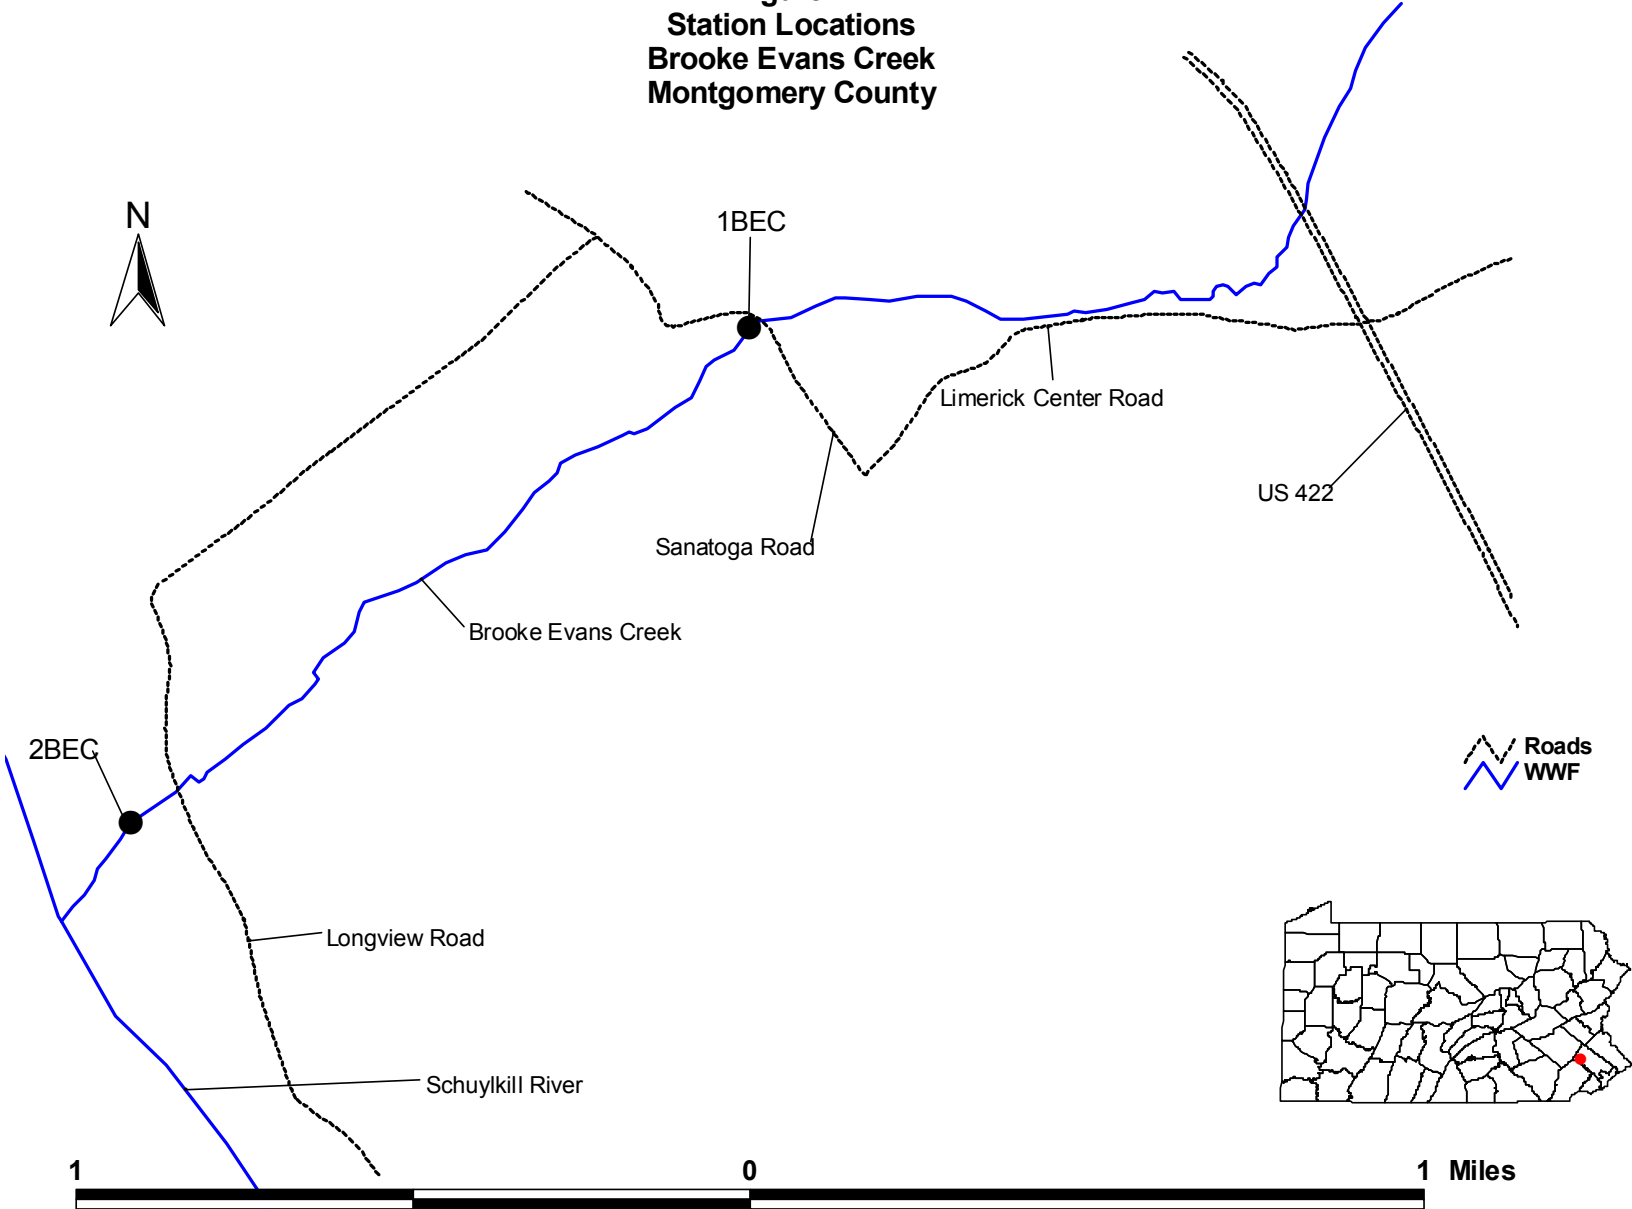 Station Locations
Brooke Evans Creek
Montgomery County
N
1BEC
Limerick Center Road
US 422
Sanatoga Road
Brooke Evans Creek
2BEC
Roads
WWF
Longview Road
Schuylkill River
1 0 1 Miles